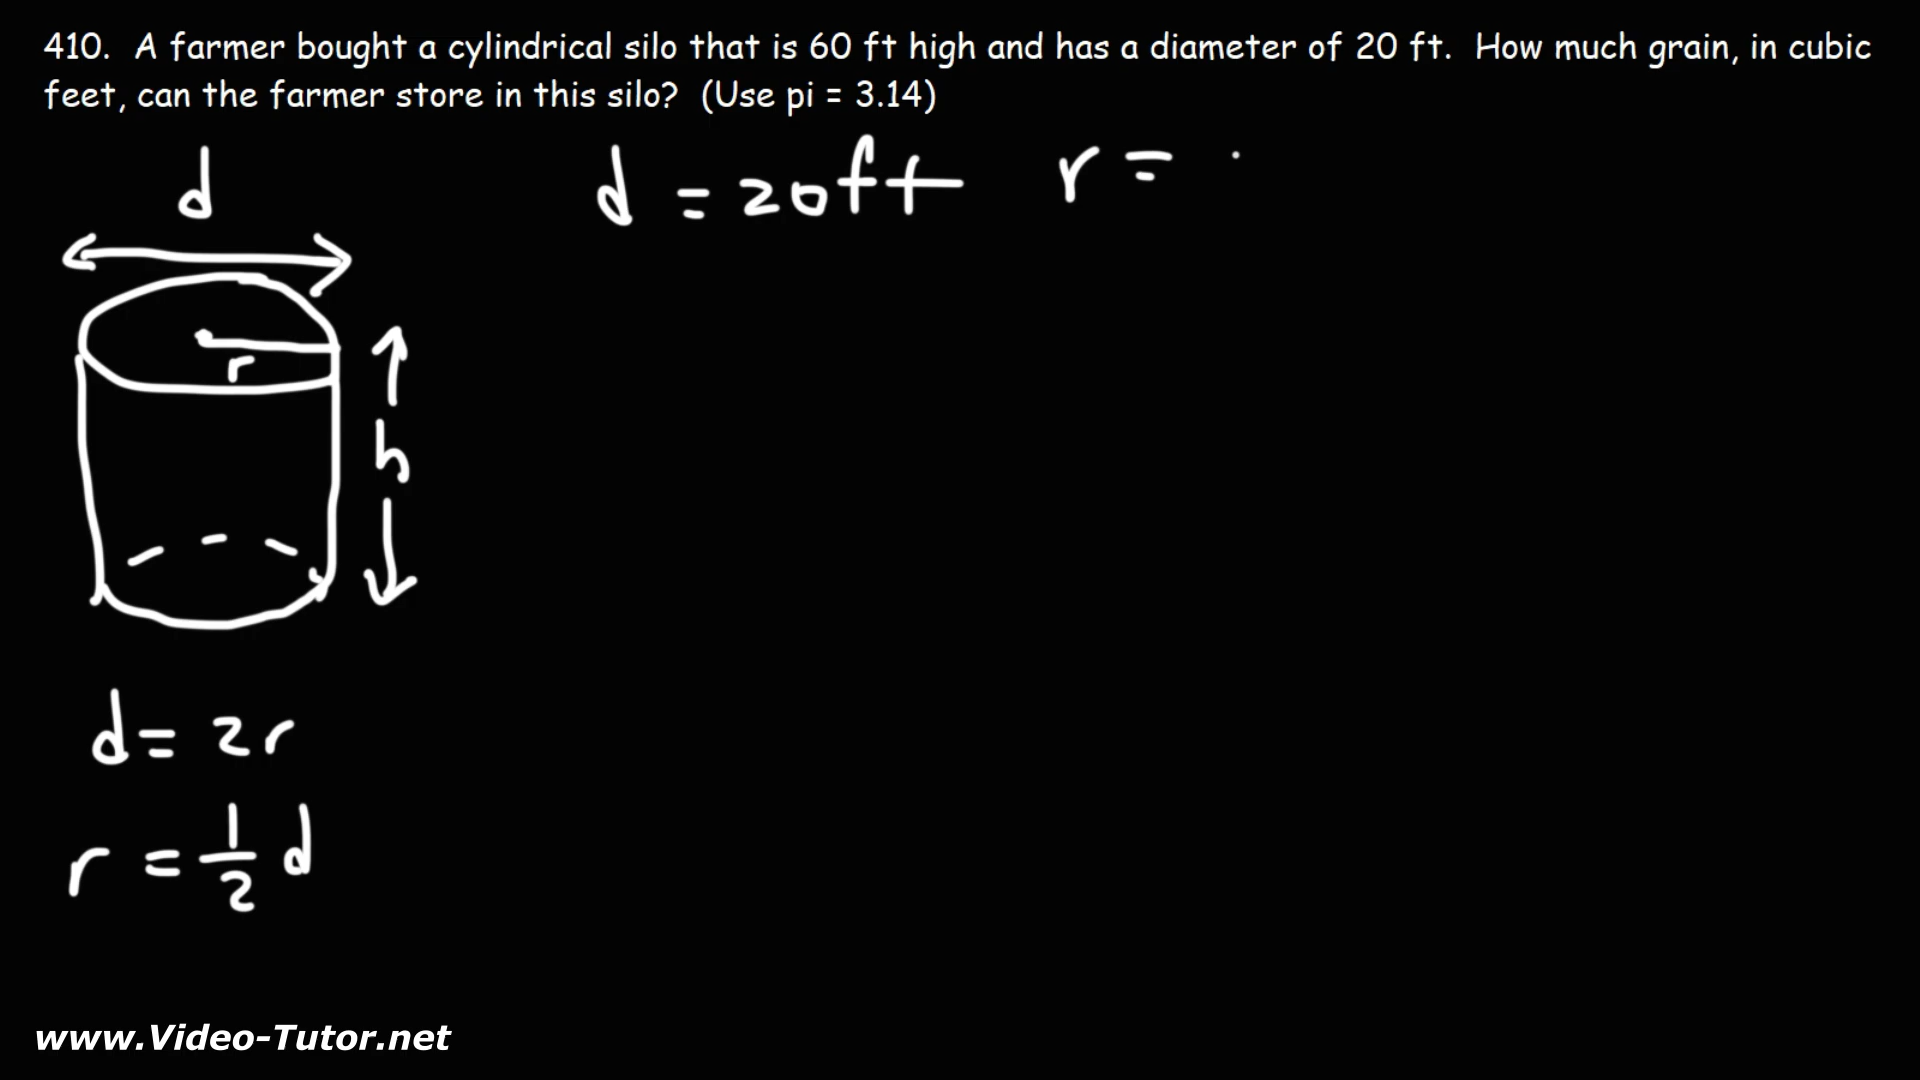 410.  A farmer bought a cylindrical silo that is 60 ft high and has a diameter of 20 ft.  How much grain, in cubic
feet, can the farmer store in this silo?  (Use pi = 3.14)
d
d = 20ft r =
r
h
d = 2r
r = 1/2 d
www.Video-Tutor.net